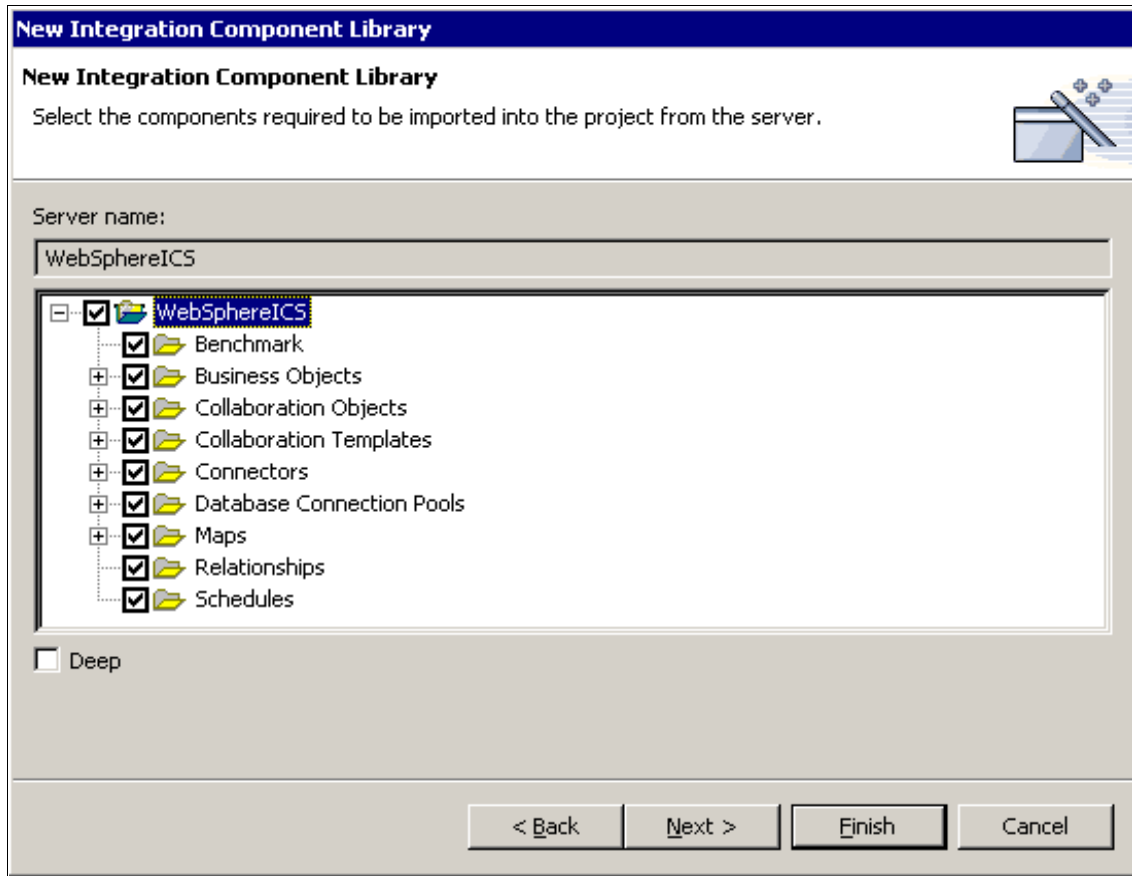 New Integration Component Library
New Integration Component Library
Select the components required to be imported into the project from the server.
Server name:
WebSphereICS
WebSphereICS
Benchmark
Business Objects
Collaboration Objects
Collaboration Templates
Connectors
Database Connection Pools
Maps
Relationships
Schedules
Deep
< Back Next > Finish Cancel